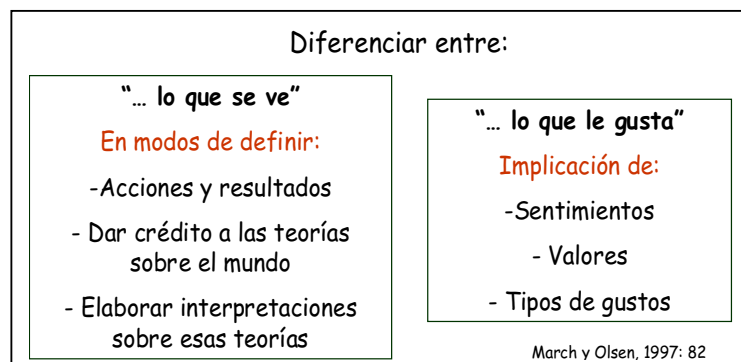 Diferenciar entre:
“… lo que se ve”
En modos de definir:
-Acciones y resultados
- Dar crédito a las teorías
sobre el mundo
- Elaborar interpretaciones
sobre esas teorías
“… lo que le gusta”
Implicación de:
-Sentimientos
- Valores
- Tipos de gustos
March y Olsen, 1997: 82